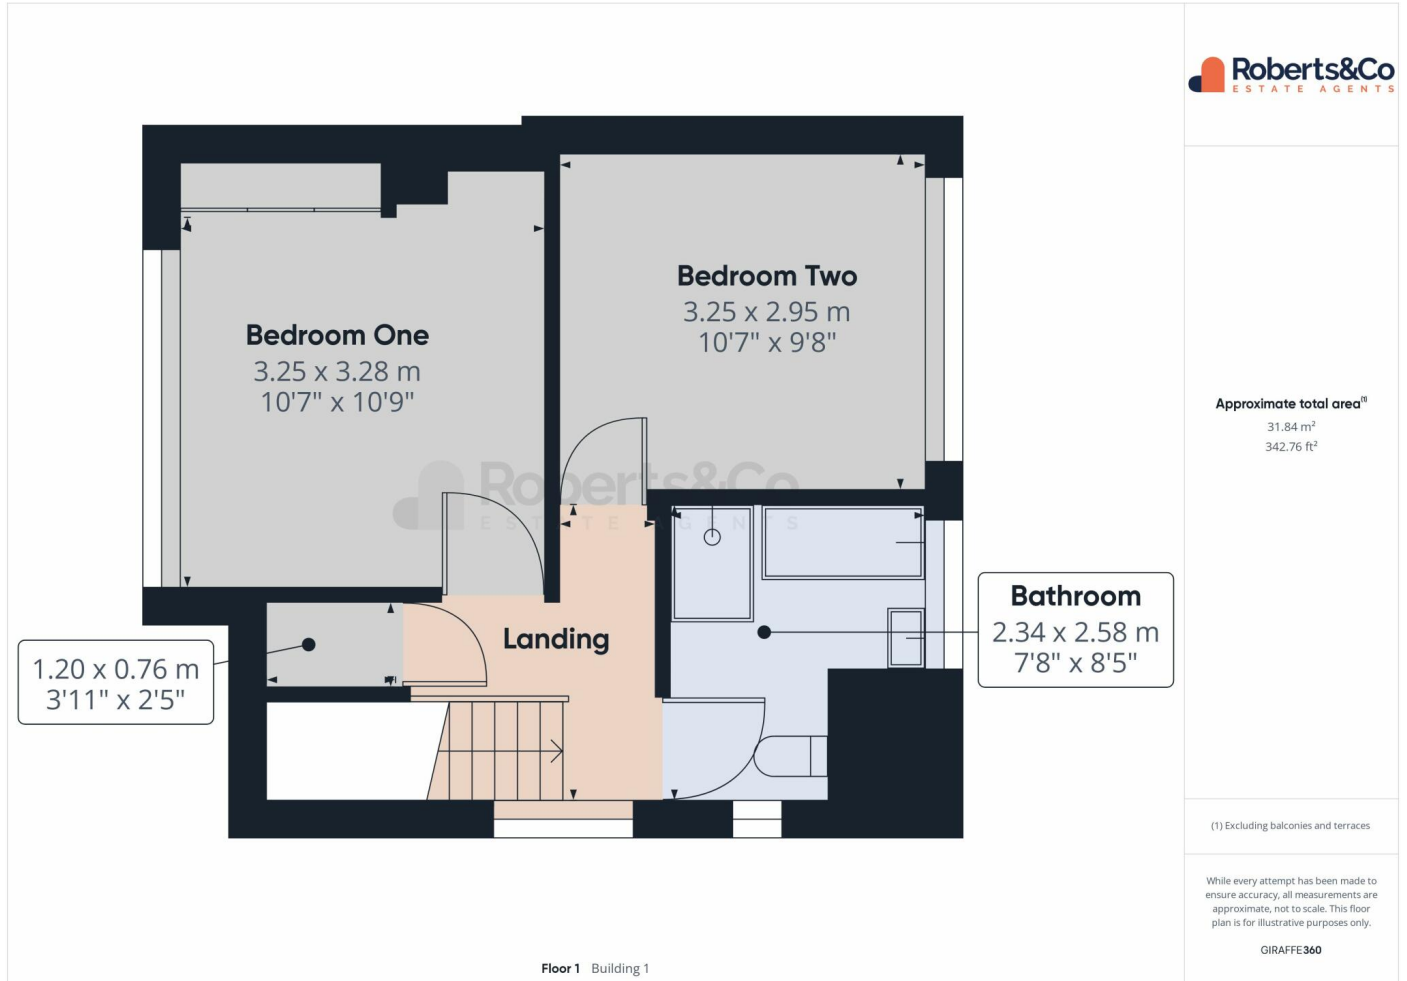 Roberts&Co
ESTATE AGENTS
Bedroom One
3.25 x 3.28 m
10'7" x 10'9"
Bedroom Two
3.25 x 2.95 m
10'7" x 9'8"
Roberts&Co
ESTATE AGENTS
Landing
Bathroom
2.34 x 2.58 m
7'8" x 8'5"
1.20 x 0.76 m
3'11" x 2'5"
Floor 1 Building 1
Approximate total area(1)
31.84 m²
342.76 ft²
(1) Excluding balconies and terraces
While every attempt has been made to
ensure accuracy, all measurements are
approximate, not to scale. This floor
plan is for illustrative purposes only.
GIRAFFE360